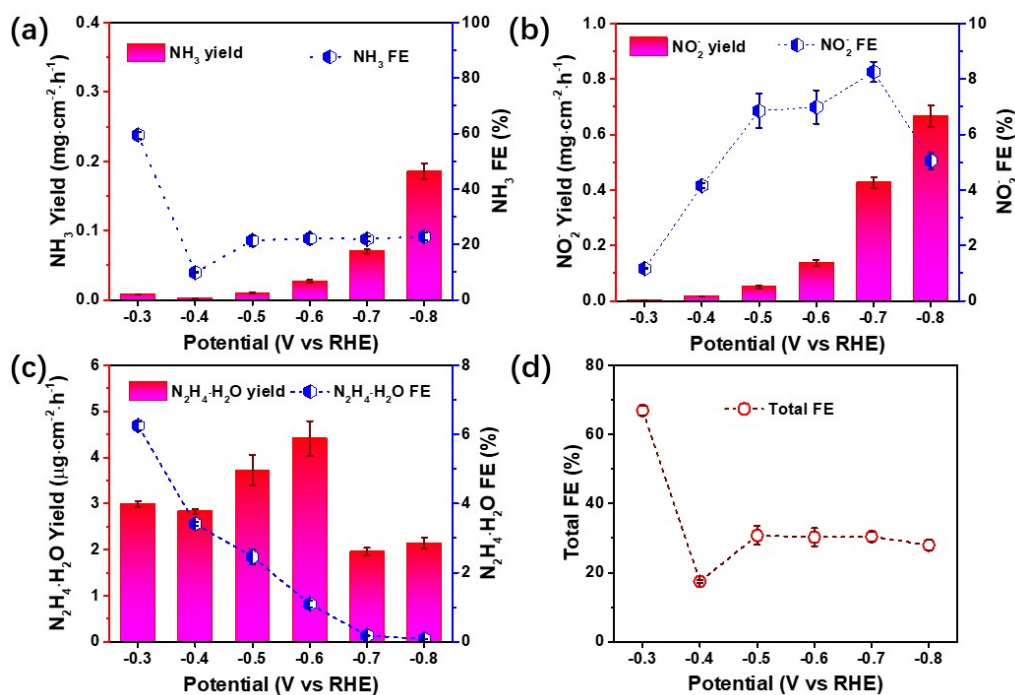 (a)
NH₃ yield
NH₃ FE
NH₃ Yield (mg·cm⁻²·h⁻¹)
0.4
0.3
0.2
0.1
0.0
100
80
60
40
20
0
NH₃ FE (%)
-0.3 -0.4 -0.5 -0.6 -0.7 -0.8
Potential (V vs RHE)
(b)
NO₂⁻ yield
NO₂⁻ FE
NO₂⁻ Yield (mg·cm⁻²·h⁻¹)
1.0
0.8
0.6
0.4
0.2
0.0
10
8
6
4
2
0
NO₂⁻ FE (%)
-0.3 -0.4 -0.5 -0.6 -0.7 -0.8
Potential (V vs RHE)
(c)
N₂H₄·H₂O yield
N₂H₄·H₂O FE
N₂H₄·H₂O Yield (μg·cm⁻²·h⁻¹)
6
5
4
3
2
1
0
8
6
4
2
0
N₂H₄·H₂O FE (%)
-0.3 -0.4 -0.5 -0.6 -0.7 -0.8
Potential (V vs RHE)
(d)
Total FE
Total FE (%)
80
60
40
20
0
-0.3 -0.4 -0.5 -0.6 -0.7 -0.8
Potential (V vs RHE)